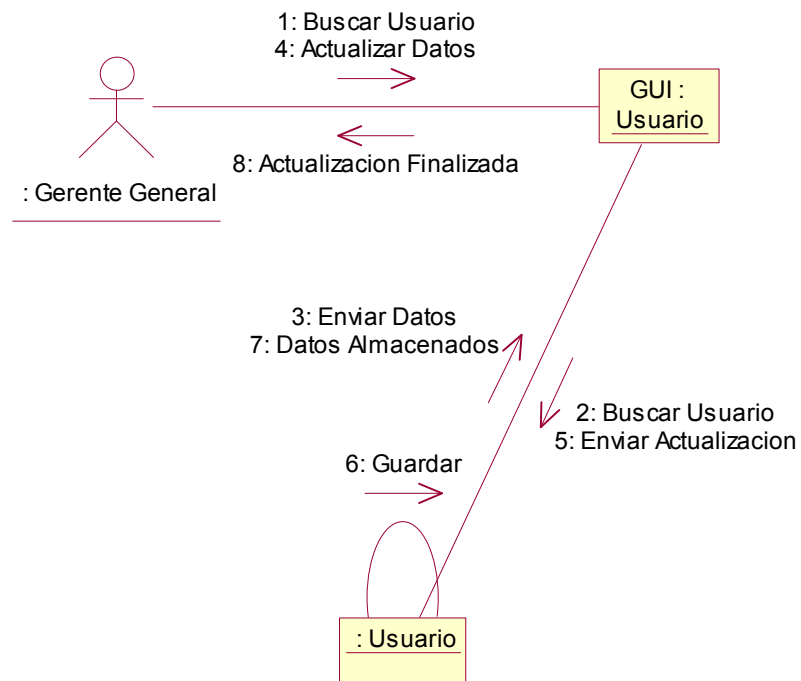 1: Buscar Usuario
4: Actualizar Datos
GUI :
Usuario
8: Actualizacion Finalizada
: Gerente General
3: Enviar Datos
7: Datos Almacenados
2: Buscar Usuario
5: Enviar Actualizacion
6: Guardar
: Usuario